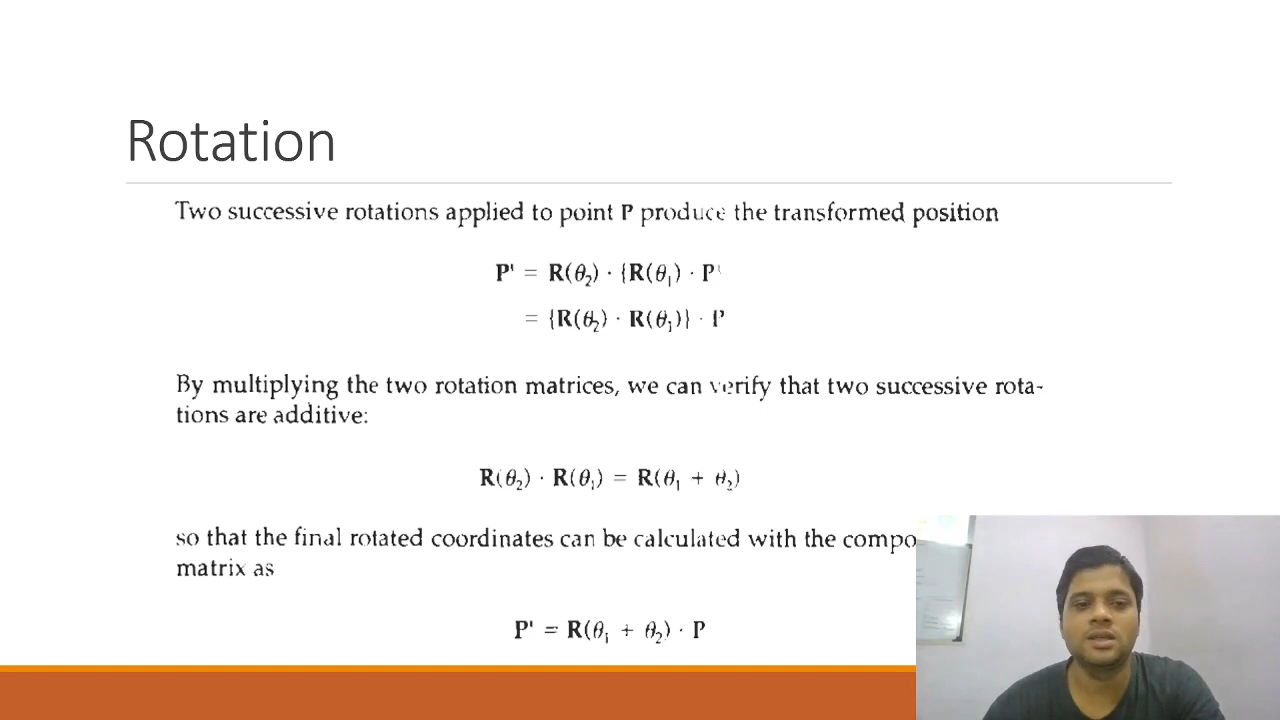 Rotation
Two successive rotations applied to point P produce the transformed position
P' = R(θ₂) · {R(θ₁) · P
= {R(θ₂) · R(θ₁)} · P
By multiplying the two rotation matrices, we can verify that two successive rota-
tions are additive:
R(θ₂) · R(θ₁) = R(θ₁ + θ₂)
so that the final rotated coordinates can be calculated with the compo
matrix as
P' = R(θ₁ + θ₂) · P